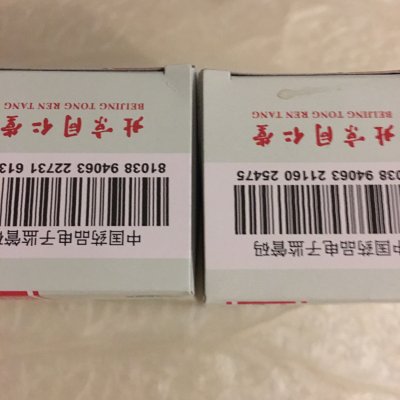 中国药品电子监管码
038 94063 21160 25475
北京同仁堂
BEIJING TONG REN TANG
中国药品电子监管码
81038 94063 22731 613
北京同仁堂
BEIJING TONG REN TANG